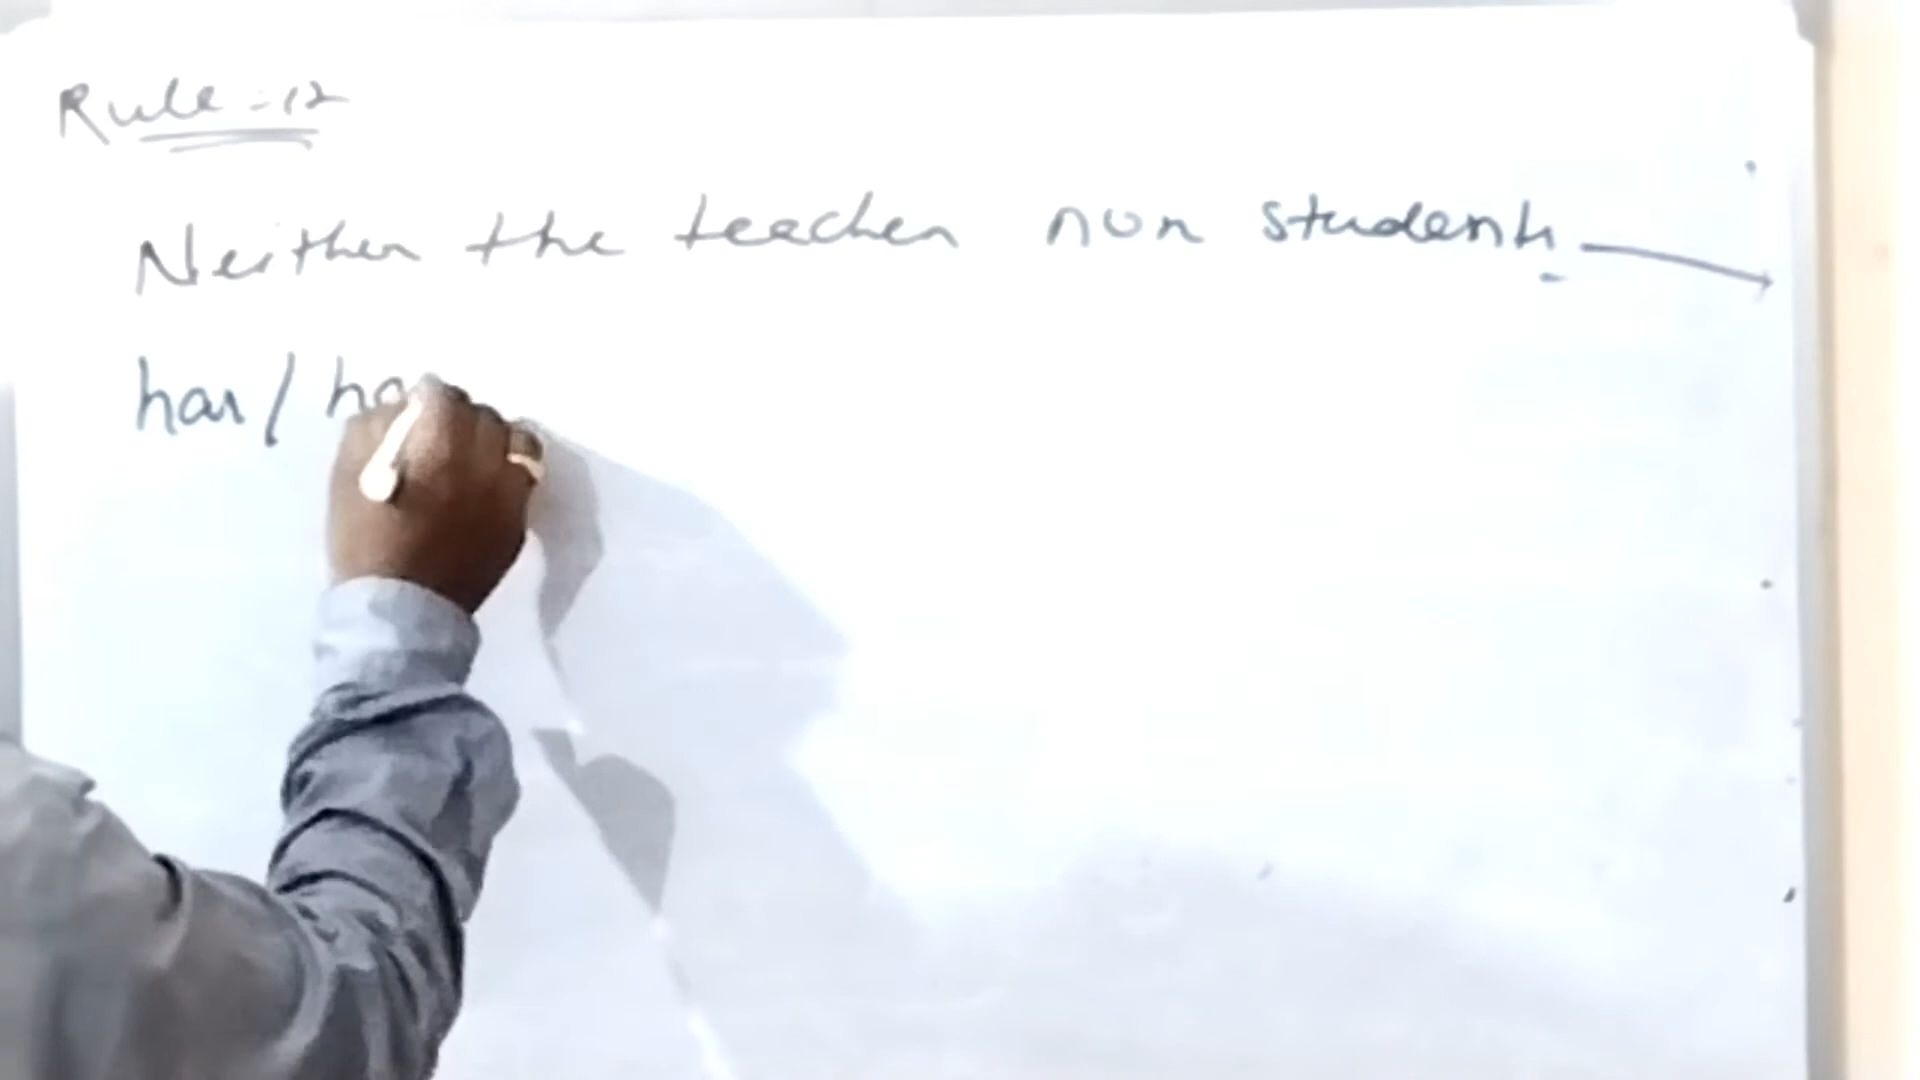 Rule = 12
Neither the teacher nor students
has / ha